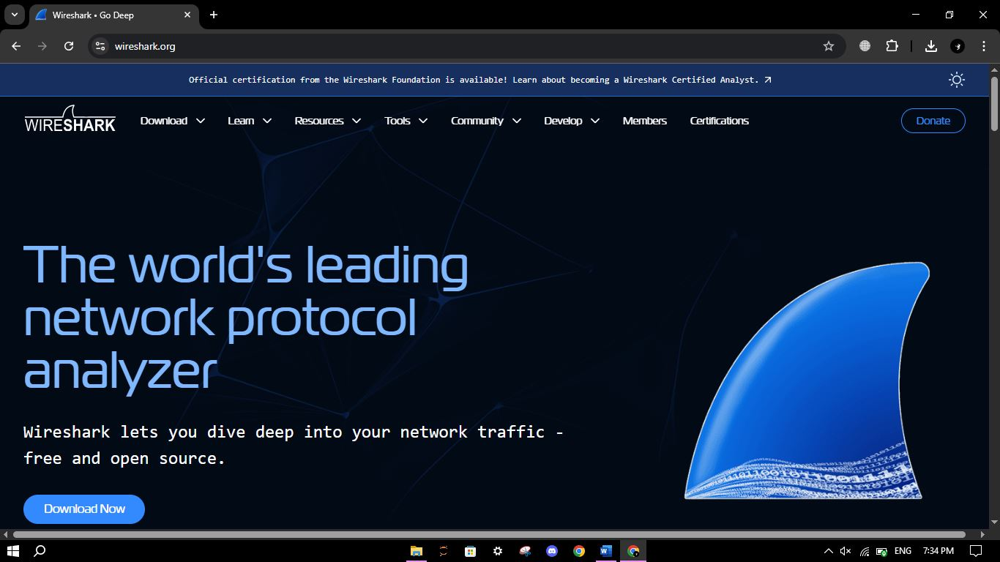 Wireshark • Go Deep
wireshark.org
Official certification from the Wireshark Foundation is available! Learn about becoming a Wireshark Certified Analyst.
WIRESHARK
Download Learn Resources Tools Community Develop Members Certifications Donate
The world's leading
network protocol
analyzer
Wireshark lets you dive deep into your network traffic -
free and open source.
Download Now
ENG 7:34 PM